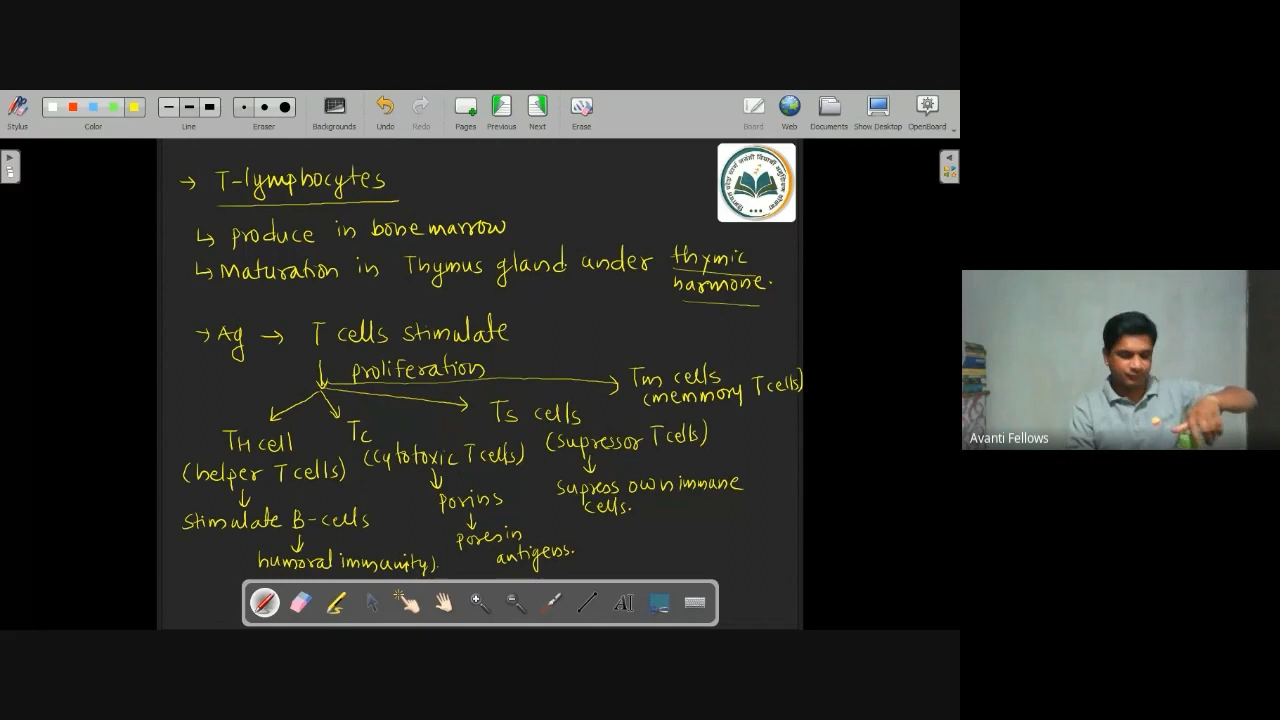 Stylus
Color
Line
Eraser
Backgrounds
Undo
Redo
Pages
Previous
Next
Erase
Board
Web
Documents
Show Desktop
OpenBoard
→ T-lymphocytes
↳ produce in bone marrow
↳ Maturation in Thymus gland under thymic
harmone.
→ Ag → T cells stimulate
proliferation
Tm cells
(memmory T cells)
Ts cells
(supressor T cells)
supress own immune
cells.
Tc
(Cytotoxic T cells)
porins
pores in
antigens.
TH cell
(helper T cells)
stimulate B-cells
humoral immunity)
AI
Avanti Fellows